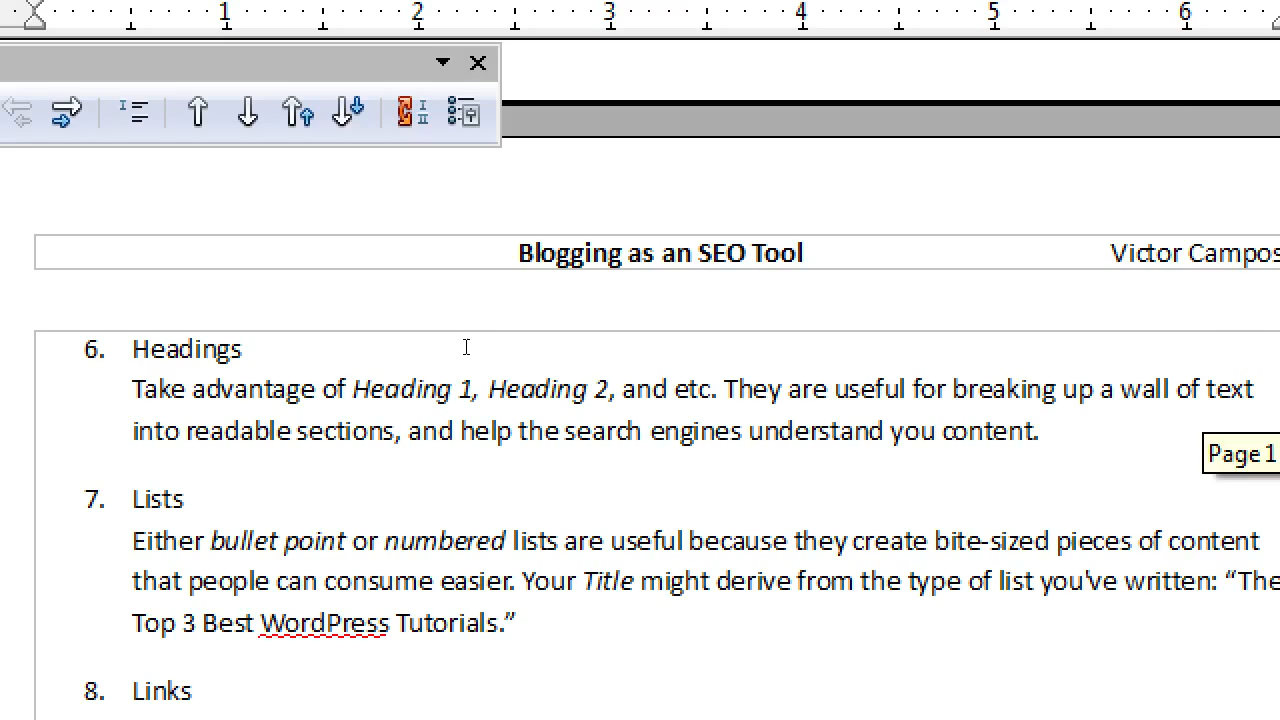 1 2 3 4 5 6
Blogging as an SEO Tool Victor Campos
6. Headings
Take advantage of Heading 1, Heading 2, and etc. They are useful for breaking up a wall of text
into readable sections, and help the search engines understand you content.
Page 1
7. Lists
Either bullet point or numbered lists are useful because they create bite-sized pieces of content
that people can consume easier. Your Title might derive from the type of list you've written: “The
Top 3 Best WordPress Tutorials.”
8. Links